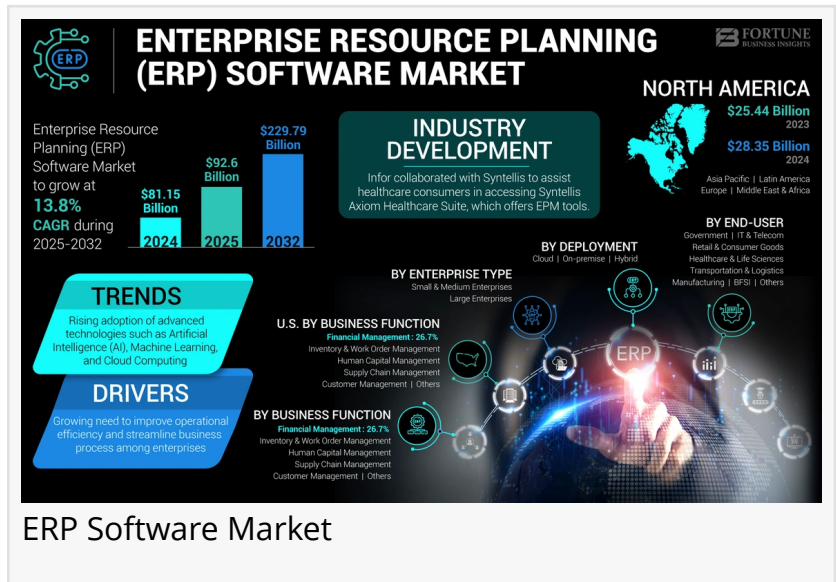 ERP
ENTERPRISE RESOURCE PLANNING
(ERP) SOFTWARE MARKET
FORTUNE
BUSINESS INSIGHTS
Enterprise Resource
Planning (ERP)
Software Market
to grow at
13.8%
CAGR during
2025-2032
$81.15
Billion
2024
$92.6
Billion
2025
$229.79
Billion
2032
INDUSTRY
DEVELOPMENT
Infor collaborated with Syntellis to assist
healthcare consumers in accessing Syntellis
Axiom Healthcare Suite, which offers EPM tools.
NORTH AMERICA
$25.44 Billion
2023
$28.35 Billion
2024
Asia Pacific | Latin America
Europe | Middle East & Africa
TRENDS
Rising adoption of advanced
technologies such as Artificial
Intelligence (AI), Machine Learning,
and Cloud Computing
DRIVERS
Growing need to improve operational
efficiency and streamline business
process among enterprises
BY BUSINESS FUNCTION
Financial Management: 26.7%
Inventory & Work Order Management
Human Capital Management
Supply Chain Management
Customer Management | Others
U.S. BY BUSINESS FUNCTION
Financial Management: 26.7%
Inventory & Work Order Management
Human Capital Management
Supply Chain Management
Customer Management | Others
BY ENTERPRISE TYPE
Small & Medium Enterprises
Large Enterprises
BY DEPLOYMENT
Cloud | On-premise | Hybrid
BY END-USER
Government | IT & Telecom
Retail & Consumer Goods
Healthcare & Life Sciences
Transportation & Logistics
Manufacturing | BFSI | Others
ERP
ERP Software Market